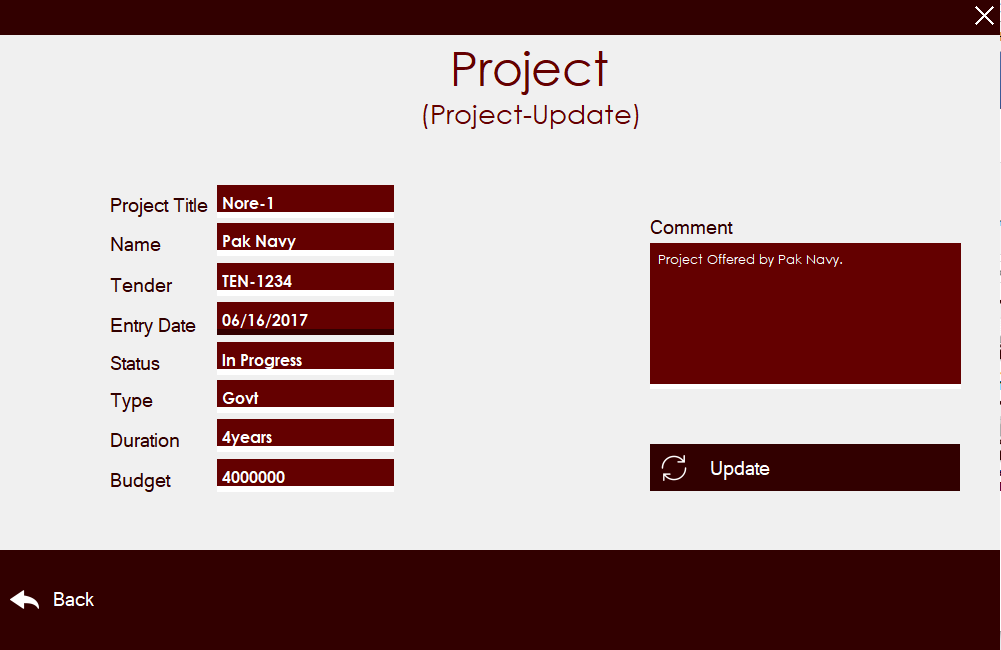 Project
(Project-Update)
Project Title Nore-1
Name Pak Navy
Tender TEN-1234
Entry Date 06/16/2017
Status In Progress
Type Govt
Duration 4years
Budget 4000000
Comment
Project Offered by Pak Navy.
Update
Back